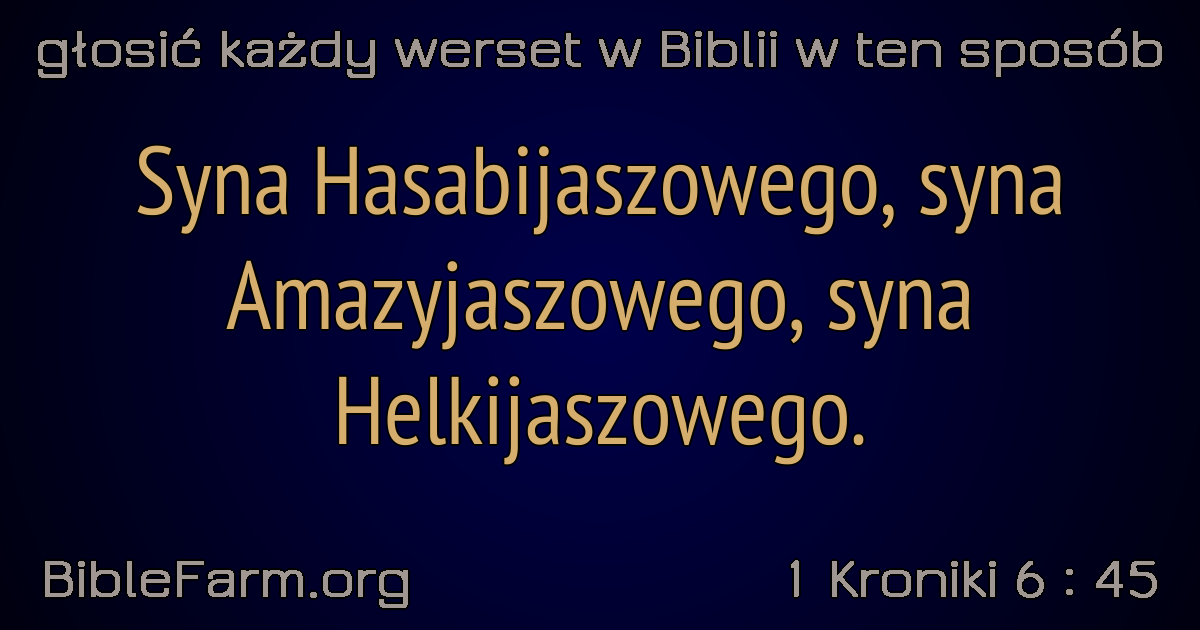 głosić każdy werset w Biblii w ten sposób
Syna Hasabijaszowego, syna
Amazyjaszowego, syna
Helkijaszowego.
BibleFarm.org
1 Kroniki 6 : 45